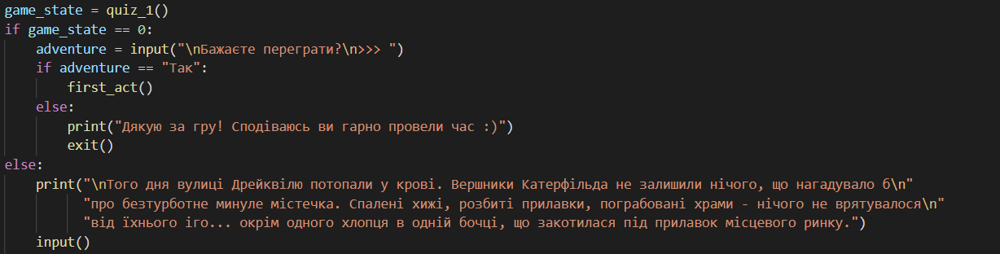 game_state = quiz_1()
if game_state == 0:
    adventure = input("\nБажаєте переграти?\n>>> ")
    if adventure == "Так":
        first_act()
    else:
        print("Дякую за гру! Сподіваюсь ви гарно провели час :)")
        exit()
else:
    print("\nТого дня вулиці Дрейквілю потопали у крові. Вершники Катерфільда не залишили нічого, що нагадувало б\n"
          "про безтурботне минуле містечка. Спалені хижі, розбиті прилавки, пограбовані храми - нічого не врятувалося\n"
          "від їхнього іго... окрім одного хлопця в одній бочці, що закотилася під прилавок місцевого ринку.")
    input()